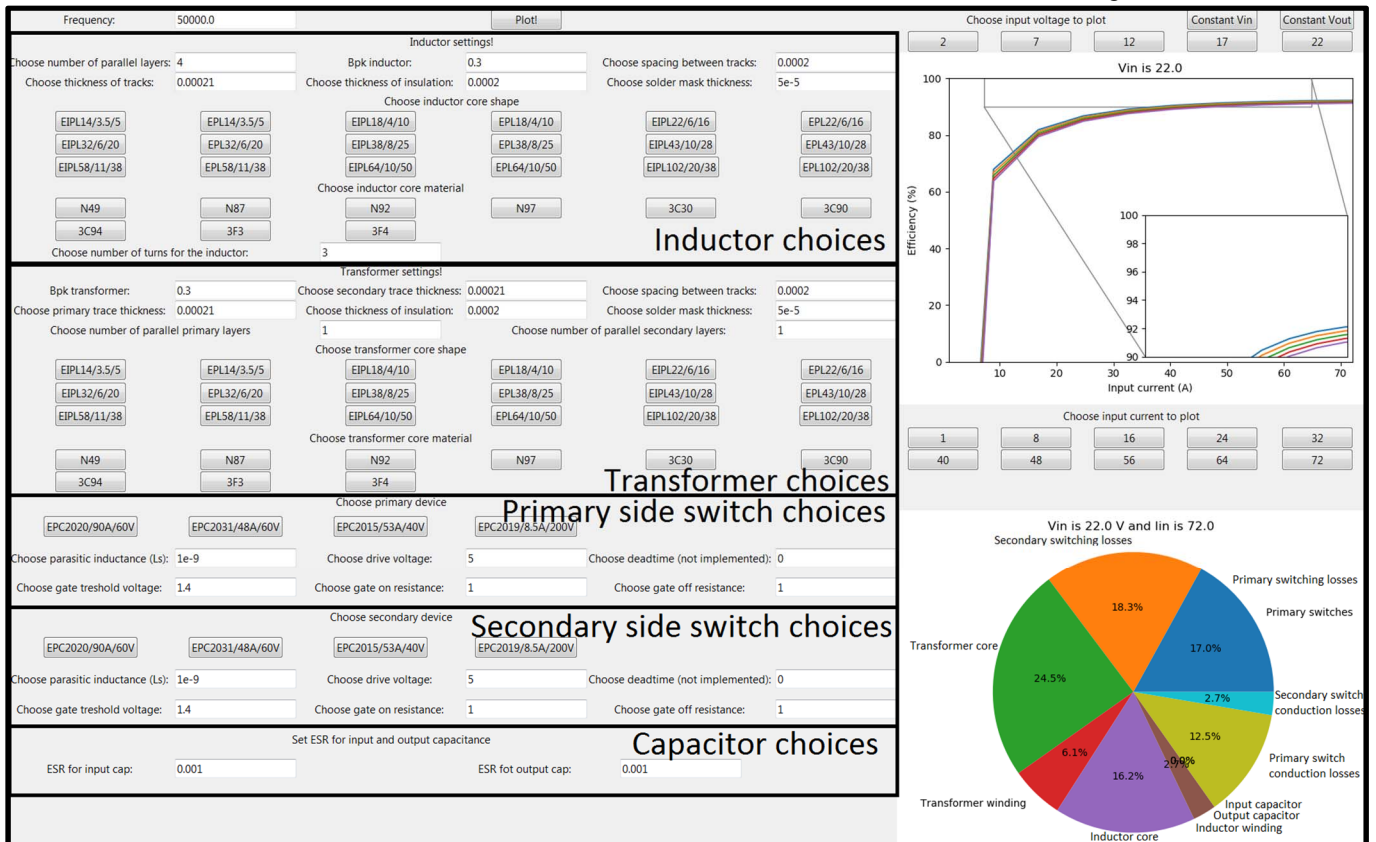 Frequency: 50000.0 Plot!
Inductor settings!
Choose number of parallel layers: 4 Bpk inductor: 0.3 Choose spacing between tracks: 0.0002
Choose thickness of tracks: 0.00021 Choose thickness of insulation: 0.0002 Choose solder mask thickness: 5e-5
Choose inductor core shape
EIPL14/3.5/5 EPL14/3.5/5 EIPL18/4/10 EPL18/4/10 EIPL22/6/16 EPL22/6/16
EIPL32/6/20 EPL32/6/20 EIPL38/8/25 EPL38/8/25 EIPL43/10/28 EPL43/10/28
EIPL58/11/38 EPL58/11/38 EIPL64/10/50 EPL64/10/50 EIPL102/20/38 EPL102/20/38
Choose inductor core material
N49 N87 N92 N97 3C30 3C90
3C94 3F3 3F4
Inductor choices
Choose number of turns for the inductor: 3
Transformer settings!
Bpk transformer: 0.3 Choose secondary trace thickness: 0.00021 Choose spacing between tracks: 0.0002
Choose primary trace thickness: 0.00021 Choose thickness of insulation: 0.0002 Choose solder mask thickness: 5e-5
Choose number of parallel primary layers 1 Choose number of parallel secondary layers: 1
Choose transformer core shape
EIPL14/3.5/5 EPL14/3.5/5 EIPL18/4/10 EPL18/4/10 EIPL22/6/16 EPL22/6/16
EIPL32/6/20 EPL32/6/20 EIPL38/8/25 EPL38/8/25 EIPL43/10/28 EPL43/10/28
EIPL58/11/38 EPL58/11/38 EIPL64/10/50 EPL64/10/50 EIPL102/20/38 EPL102/20/38
Choose transformer core material
N49 N87 N92 N97 3C30 3C90
3C94 3F3 3F4
Transformer choices
Choose primary device
Primary side switch choices
EPC2020/90A/60V EPC2031/48A/60V EPC2015/53A/40V EPC2019/8.5A/200V
Choose parasitic inductance (Ls): 1e-9 Choose drive voltage: 5 Choose deadtime (not implemented): 0
Choose gate treshold voltage: 1.4 Choose gate on resistance: 1 Choose gate off resistance: 1
Choose secondary device
Secondary side switch choices
EPC2020/90A/60V EPC2031/48A/60V EPC2015/53A/40V EPC2019/8.5A/200V
Choose parasitic inductance (Ls): 1e-9 Choose drive voltage: 5 Choose deadtime (not implemented): 0
Choose gate treshold voltage: 1.4 Choose gate on resistance: 1 Choose gate off resistance: 1
Set ESR for input and output capacitance
Capacitor choices
ESR for input cap: 0.001 ESR fot output cap: 0.001
Choose input voltage to plot Constant Vin Constant Vout
2 7 12 17 22
Vin is 22.0
Efficiency (%)
100
80
60
40
20
0
100
98
96
94
92
90
10 20 30 40 50 60 70
Input current (A)
Choose input current to plot
1 8 16 24 32
40 48 56 64 72
Vin is 22.0 V and Iin is 72.0
Secondary switching losses
Primary switching losses
Primary switches
18.3%
17.0%
Transformer core
24.5%
2.7%
Secondary switch
conduction losses
12.5%
6.1%
16.2%
2.7%
0.0%
Primary switch
conduction losses
Transformer winding
Input capacitor
Output capacitor
Inductor winding
Inductor core